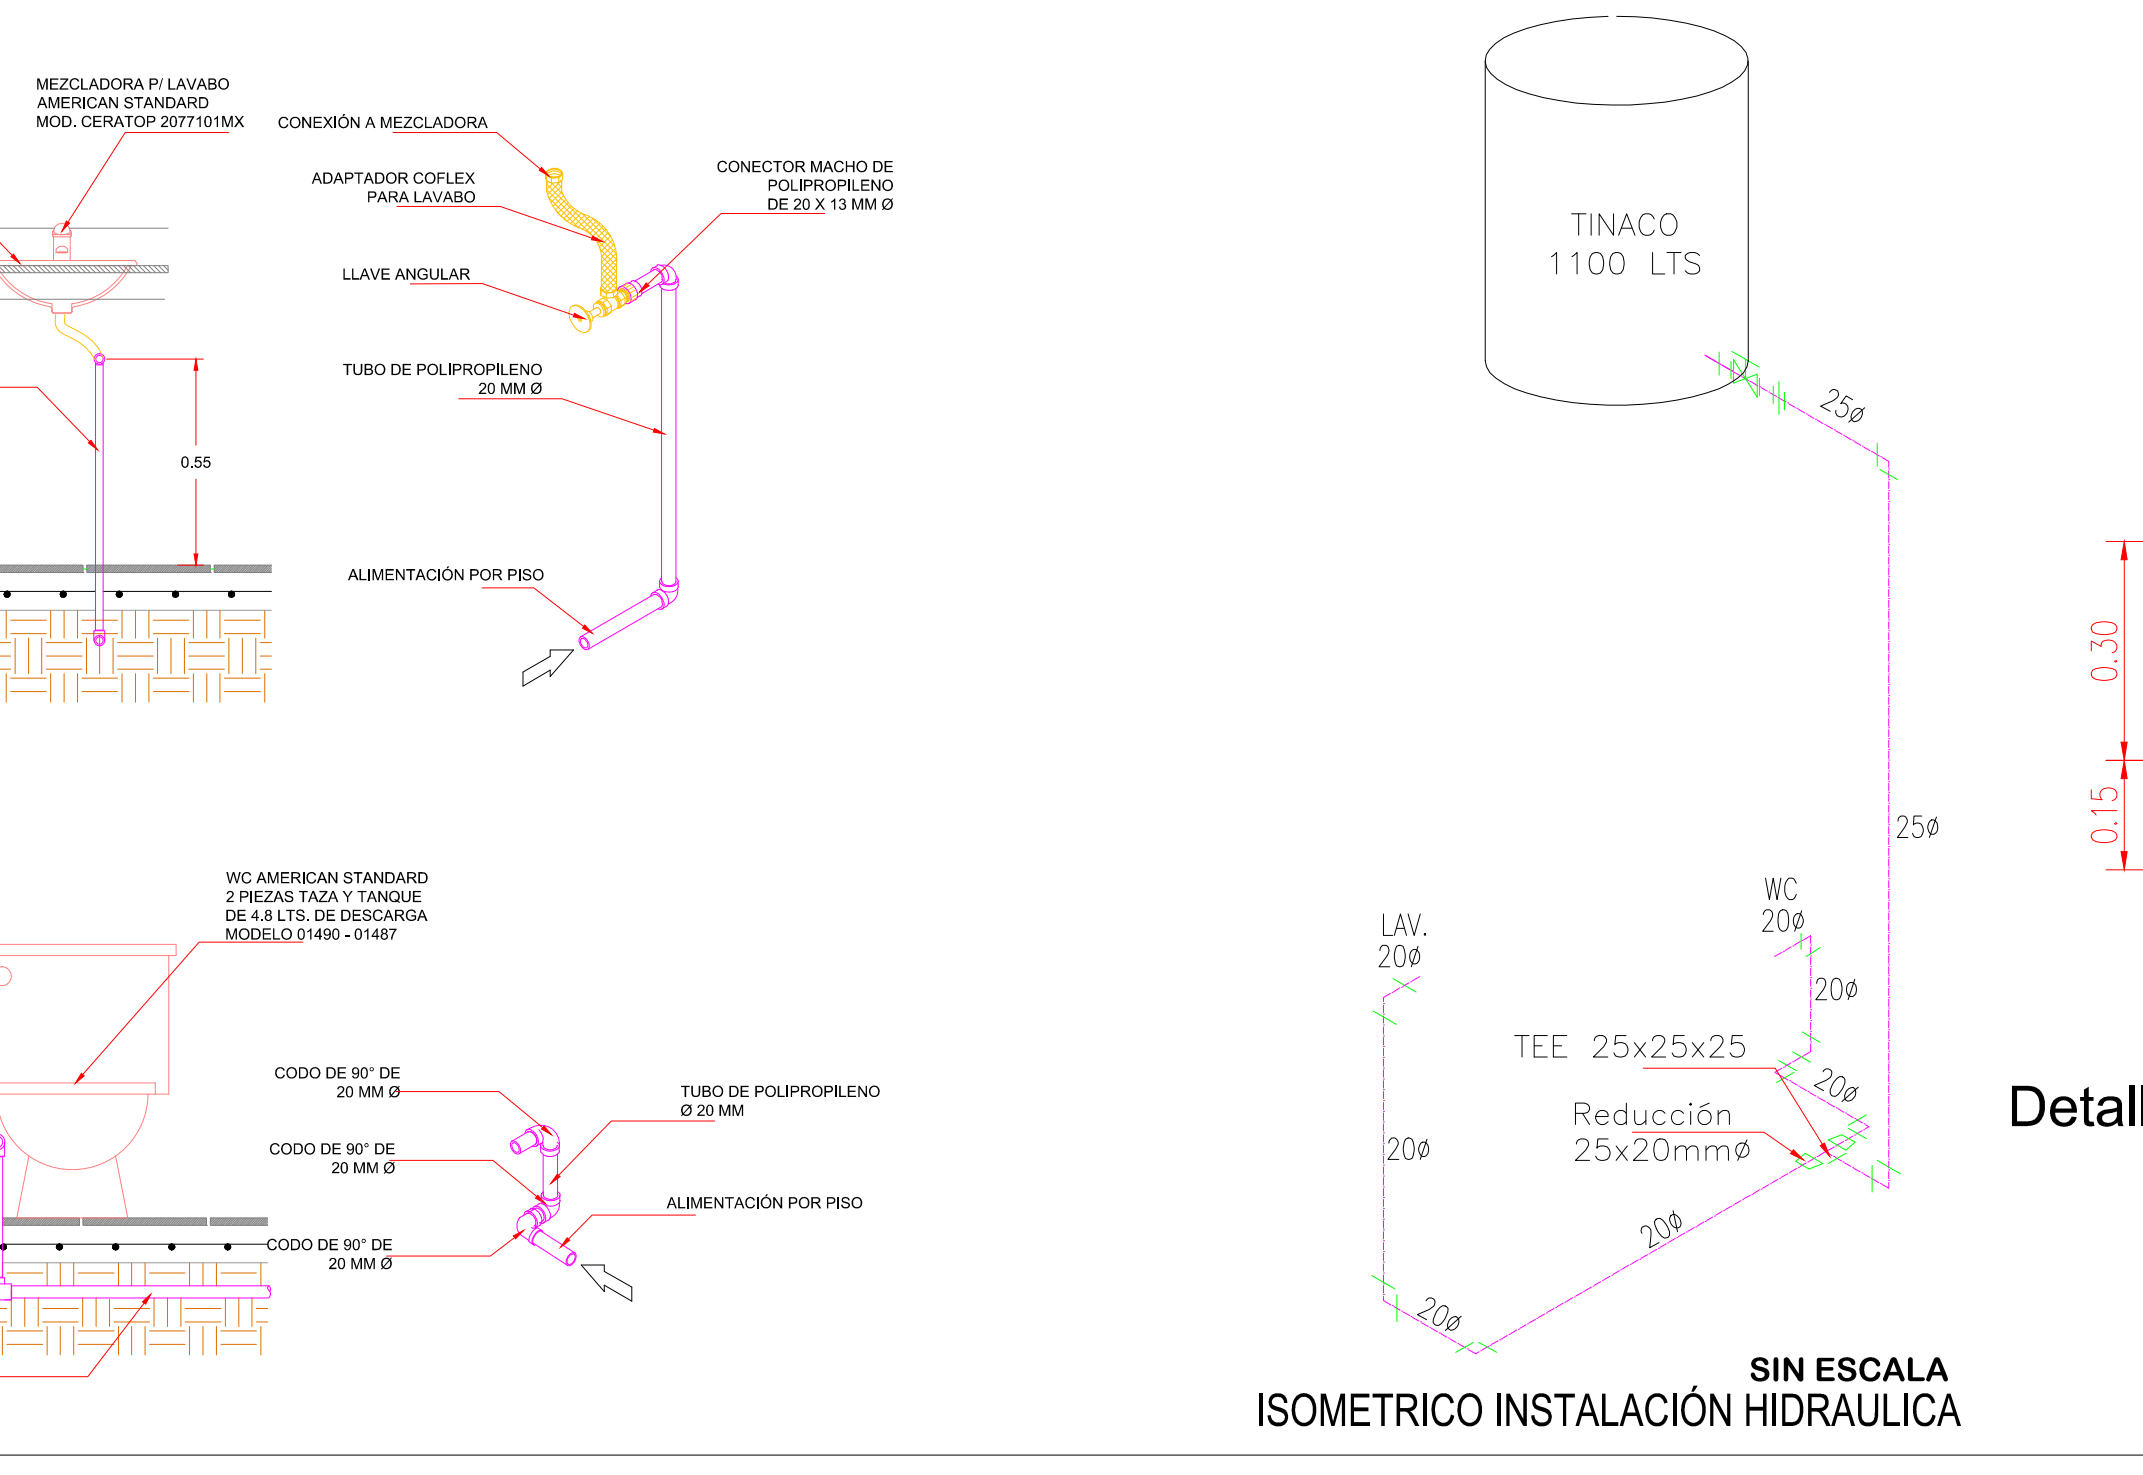 MEZCLADORA P/ LAVABO
AMERICAN STANDARD
MOD. CERATOP 2077101MX
CONEXIÓN A MEZCLADORA
ADAPTADOR COFLEX
PARA LAVABO
CONECTOR MACHO DE
POLIPROPILENO
DE 20 X 13 MM Ø
LLAVE ANGULAR
TUBO DE POLIPROPILENO
20 MM Ø
0.55
ALIMENTACIÓN POR PISO
WC AMERICAN STANDARD
2 PIEZAS TAZA Y TANQUE
DE 4.8 LTS. DE DESCARGA
MODELO 01490 - 01487
CODO DE 90° DE
20 MM Ø
CODO DE 90° DE
20 MM Ø
CODO DE 90° DE
20 MM Ø
TUBO DE POLIPROPILENO
Ø 20 MM
ALIMENTACIÓN POR PISO
TINACO
1100 LTS
25ø
25ø
WC
20ø
LAV.
20ø
20ø
TEE 25x25x25
20ø
Reducción
25x20mmø
20ø
20ø
20ø
SIN ESCALA
ISOMETRICO INSTALACIÓN HIDRAULICA
0.30
0.15